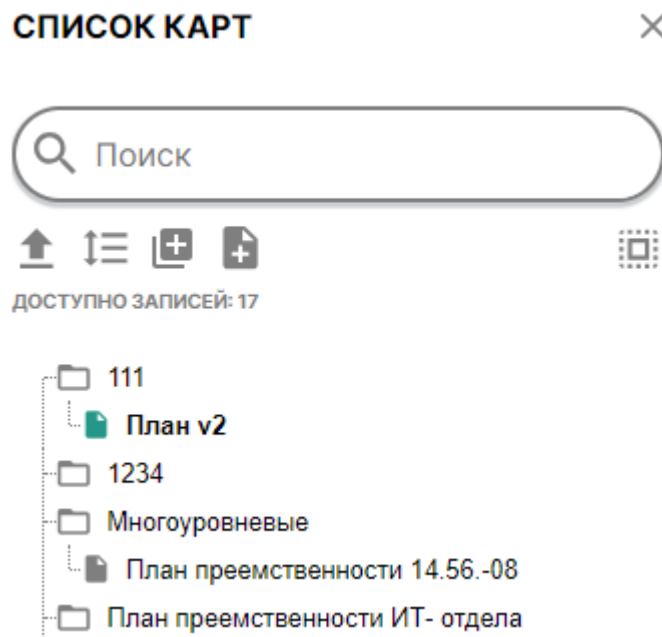 СПИСОК КАРТ
Поиск
ДОСТУПНО ЗАПИСЕЙ: 17
111
План v2
1234
Многоуровневые
План преемственности 14.56.-08
План преемственности ИТ- отдела